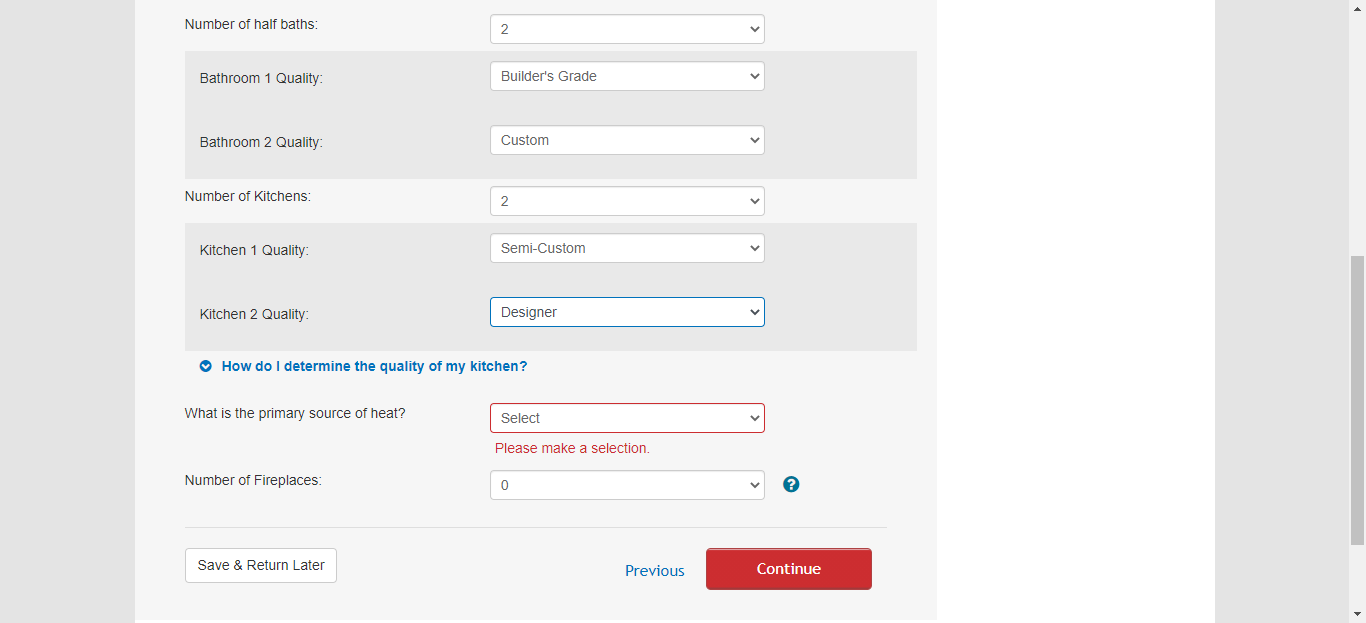 Number of half baths:
2
Bathroom 1 Quality:
Builder's Grade
Bathroom 2 Quality:
Custom
Number of Kitchens:
2
Kitchen 1 Quality:
Semi-Custom
Kitchen 2 Quality:
Designer
How do I determine the quality of my kitchen?
What is the primary source of heat?
Select
Please make a selection.
Number of Fireplaces:
0
?
Save & Return Later
Previous
Continue